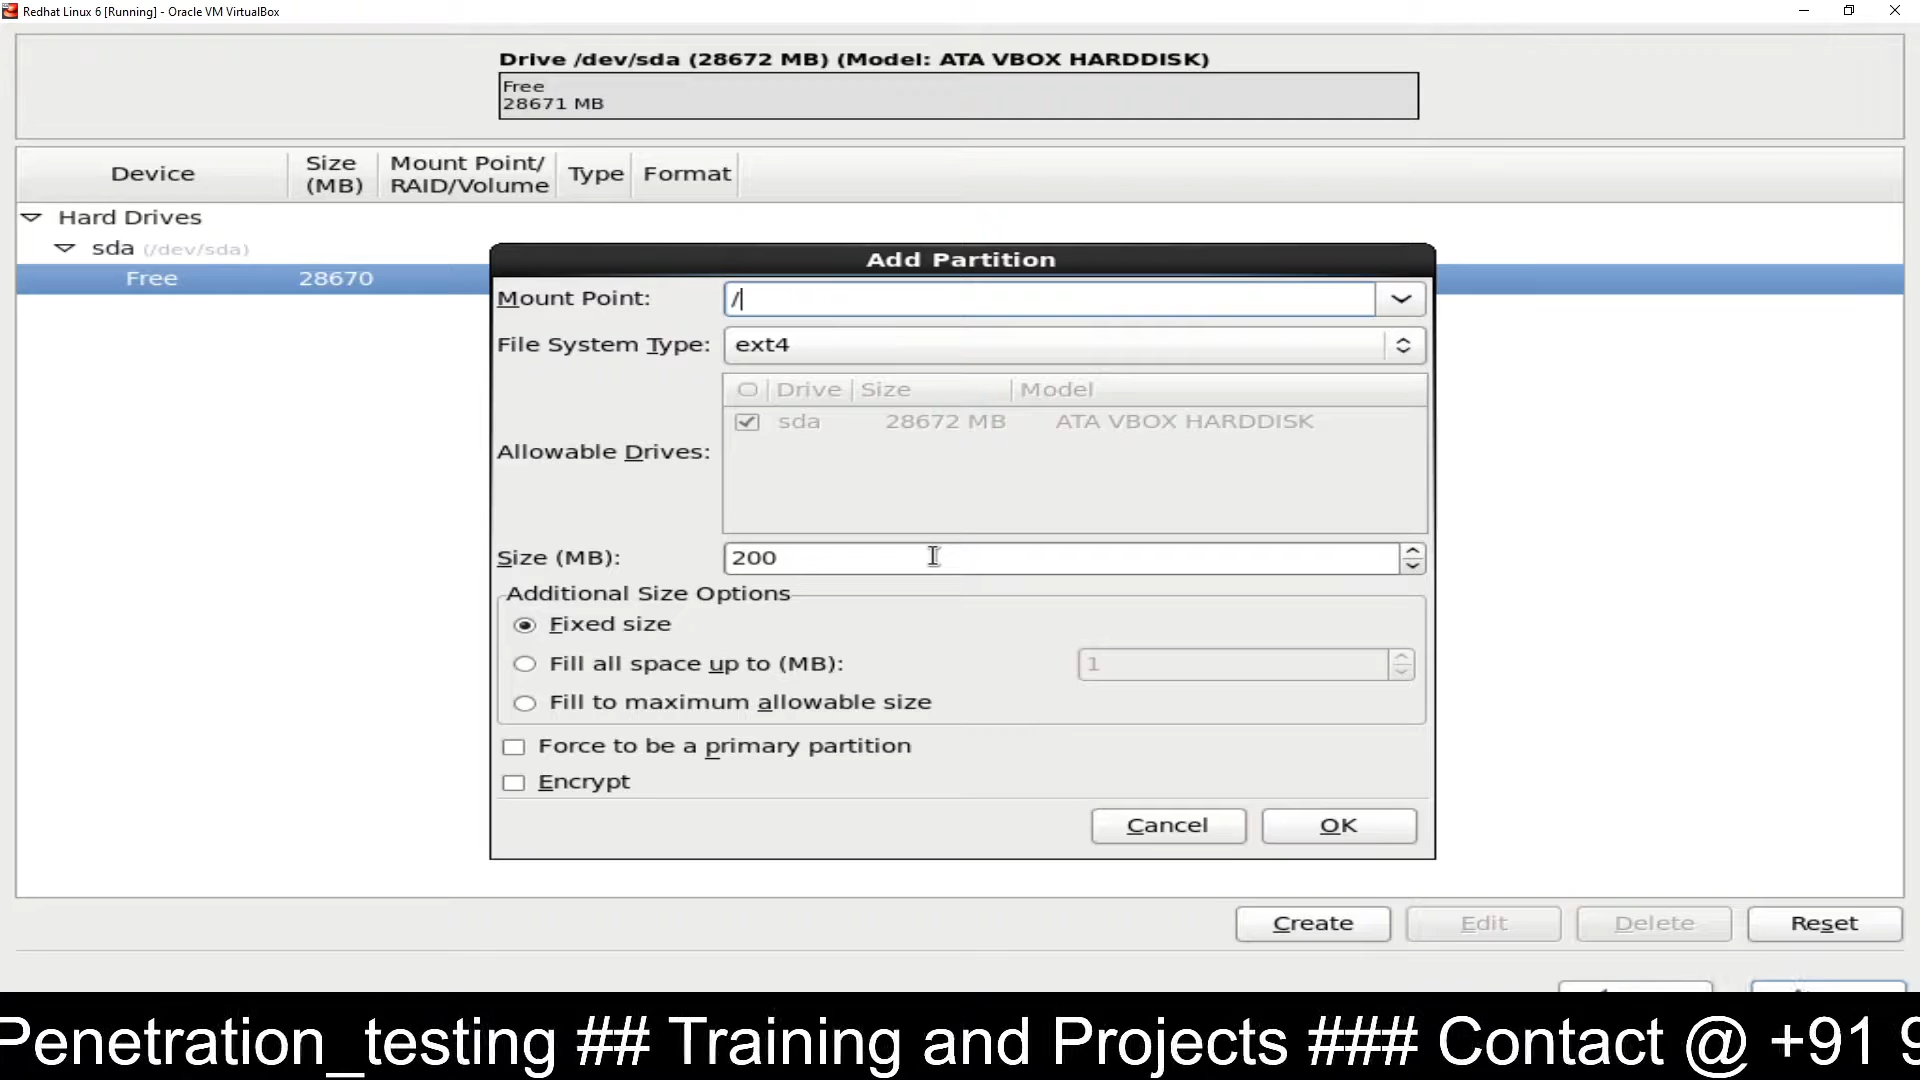 Redhat Linux 6 [Running] - Oracle VM VirtualBox
Drive /dev/sda (28672 MB) (Model: ATA VBOX HARDDISK)
Free
28671 MB
Device
Size
(MB)
Mount Point/
RAID/Volume
Type
Format
Hard Drives
sda (/dev/sda)
Free 28670
Add Partition
Mount Point: /
File System Type: ext4
Drive Size Model
sda 28672 MB ATA VBOX HARDDISK
Allowable Drives:
Size (MB): 200
Additional Size Options
Fixed size
Fill all space up to (MB): 1
Fill to maximum allowable size
Force to be a primary partition
Encrypt
Cancel OK
Create Edit Delete Reset
Penetration_testing ## Training and Projects ### Contact @ +91 9